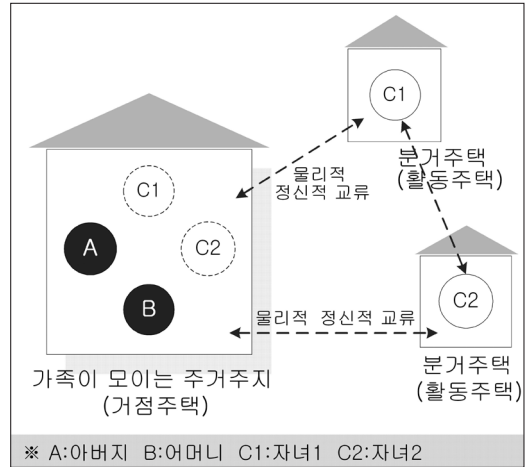 C1
분거주택
(활동주택)
물리적
정신적 교류
C1
A
C2
B
물리적 정신적 교류
C2
분거주택
(활동주택)
가족이 모이는 주거주지
(거점주택)
※ A:아버지 B:어머니 C1:자녀1 C2:자녀2